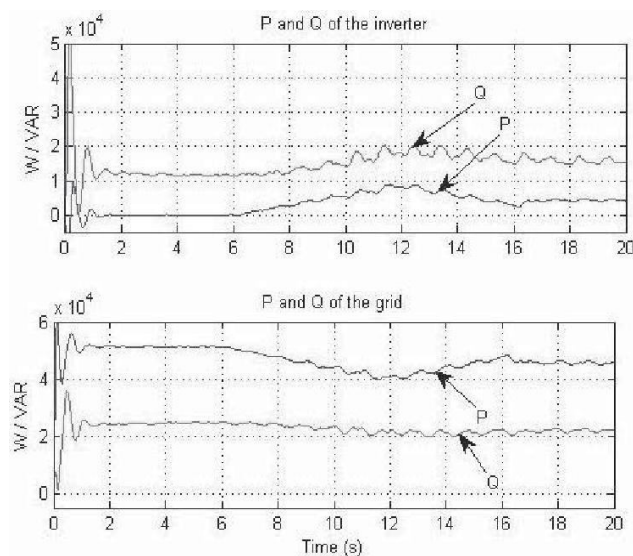 P and Q of the inverter
x 10^4
W / VAR
5
4
3
2
1
0
Q
P
0 2 4 6 8 10 12 14 16 18 20
P and Q of the grid
x 10^4
W / VAR
6
4
2
0
P
Q
0 2 4 6 8 10 12 14 16 18 20
Time (s)